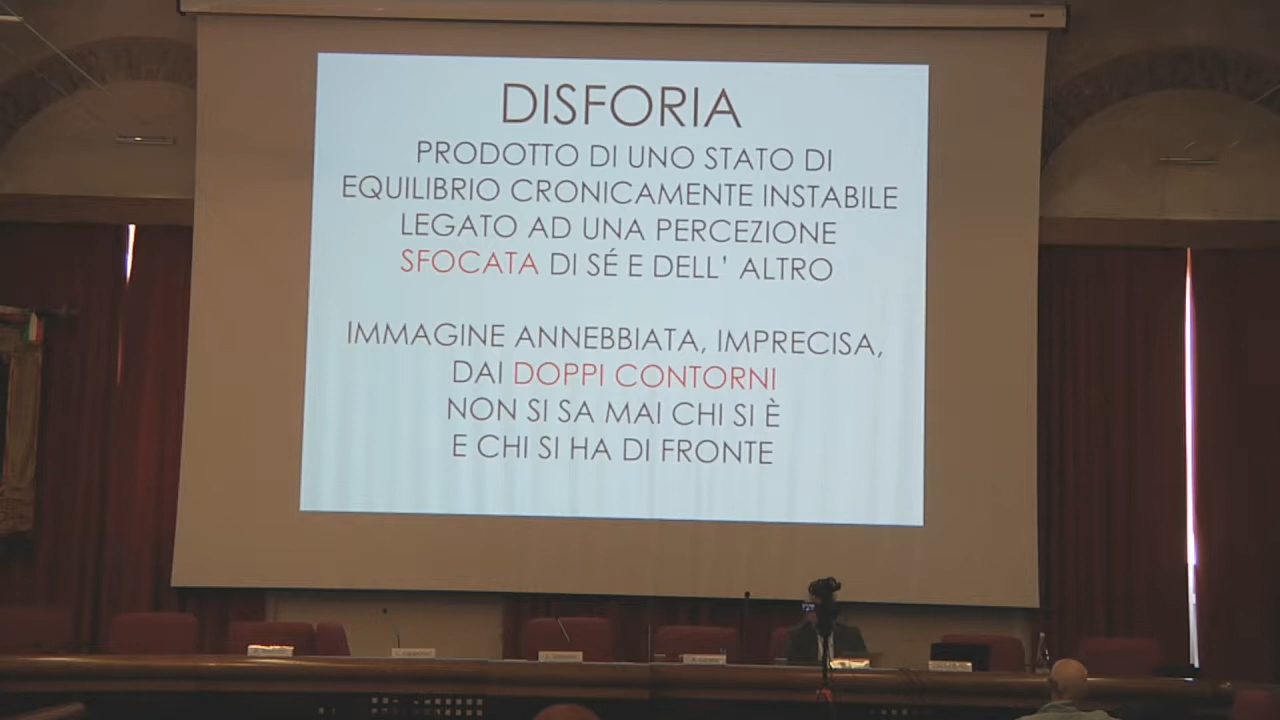 DISFORIA
PRODOTTO DI UNO STATO DI
EQUILIBRIO CRONICAMENTE INSTABILE
LEGATO AD UNA PERCEZIONE
SFOCATA DI SÉ E DELL' ALTRO
IMMAGINE ANNEBBIATA, IMPRECISA,
DAI DOPPI CONTORNI
NON SI SA MAI CHI SI È
E CHI SI HA DI FRONTE